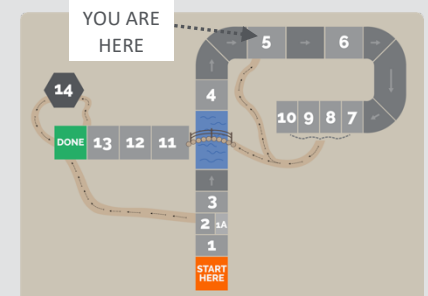 YOU ARE
HERE
5
6
4
14
10 9 8 7
DONE 13 12 11
3
2 1A
1
START
HERE